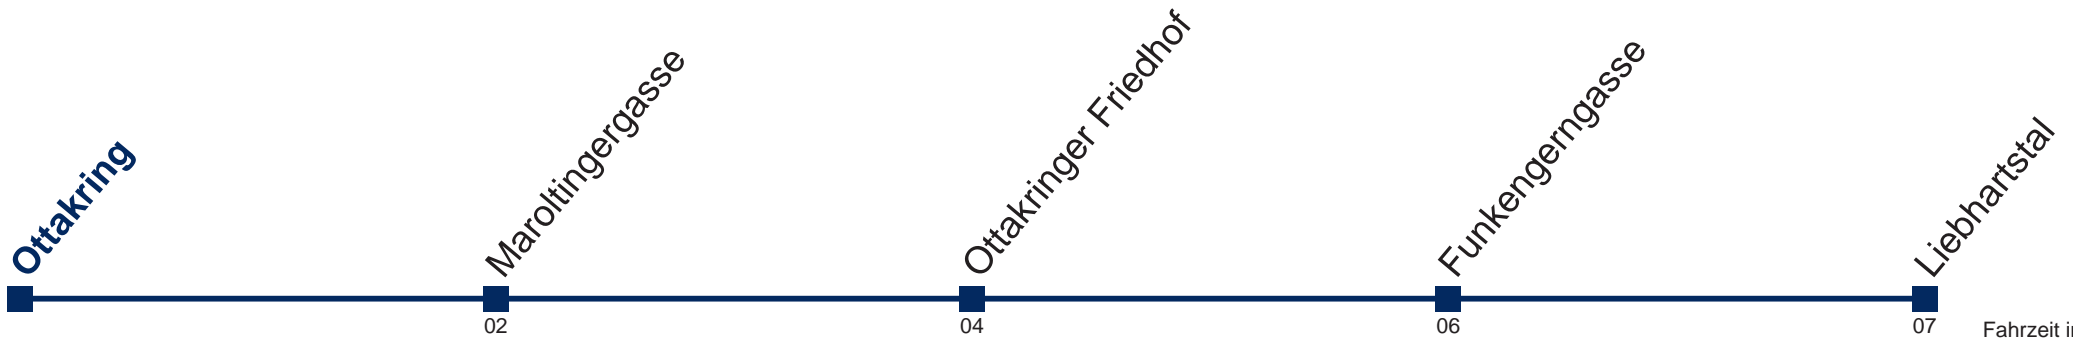 Ottakring
Maroltingergasse
Ottakringer Friedhof
Funkengerngasse
Liebhartstal
02
04
06
07
Fahrzeit